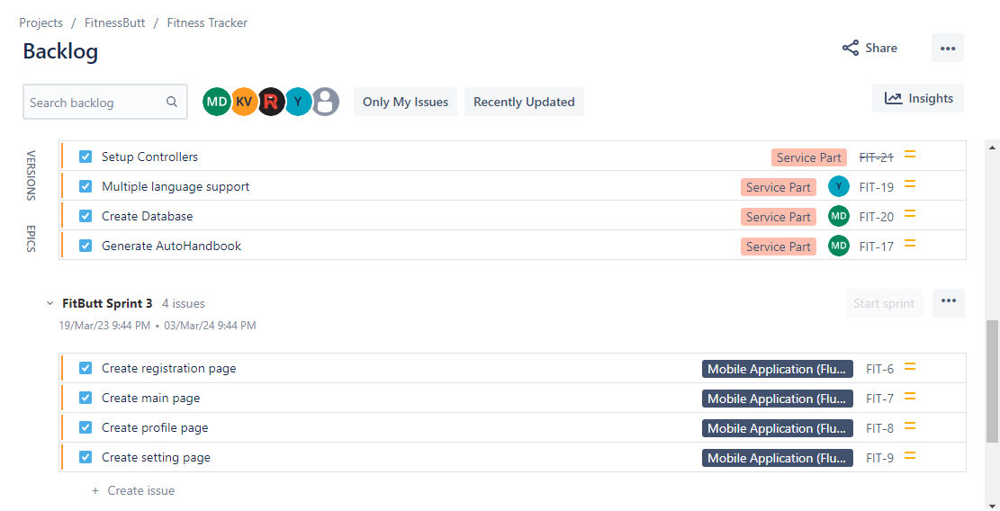 Projects / FitnessButt / Fitness Tracker
Backlog
Share
Search backlog
MD KV R Y
Only My Issues
Recently Updated
Insights
VERSIONS
EPICS
Setup Controllers Service Part FIT-21
Multiple language support Service Part Y FIT-19
Create Database Service Part MD FIT-20
Generate AutoHandbook Service Part MD FIT-17
FitButt Sprint 3 4 issues Start sprint
19/Mar/23 9:44 PM • 03/Mar/24 9:44 PM
Create registration page Mobile Application (Flu... FIT-6
Create main page Mobile Application (Flu... FIT-7
Create profile page Mobile Application (Flu... FIT-8
Create setting page Mobile Application (Flu... FIT-9
+ Create issue